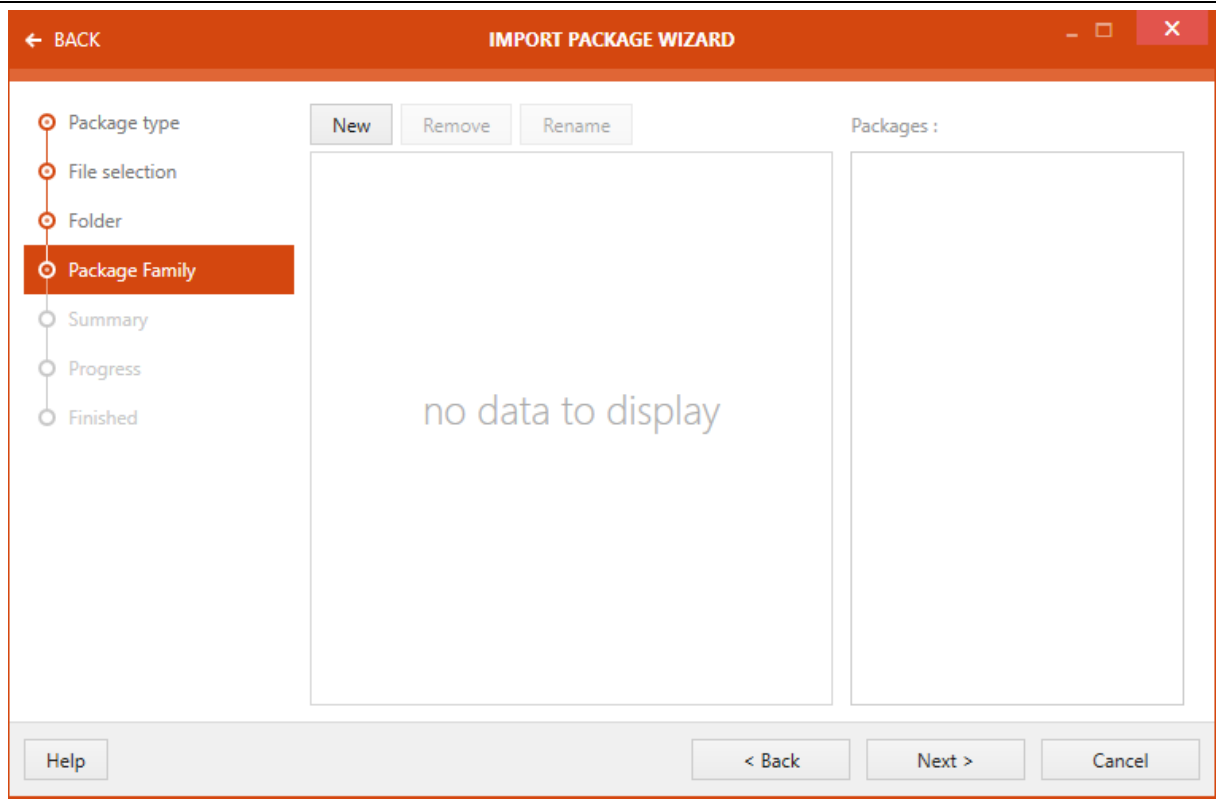 BACK
IMPORT PACKAGE WIZARD
Package type
File selection
Folder
Package Family
Summary
Progress
Finished
New Remove Rename
Packages :
no data to display
Help
< Back Next > Cancel